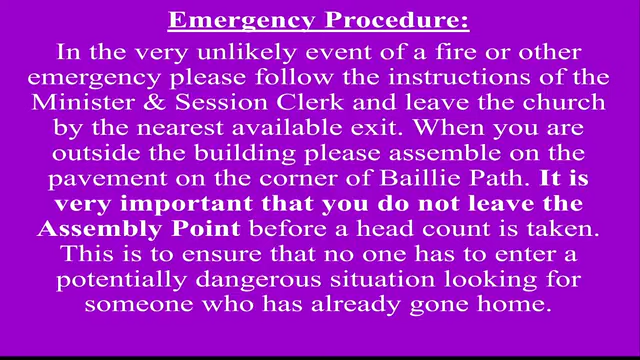 Emergency Procedure:
In the very unlikely event of a fire or other
emergency please follow the instructions of the
Minister & Session Clerk and leave the church
by the nearest available exit. When you are
outside the building please assemble on the
pavement on the corner of Baillie Path. It is
very important that you do not leave the
Assembly Point before a head count is taken.
This is to ensure that no one has to enter a
potentially dangerous situation looking for
someone who has already gone home.